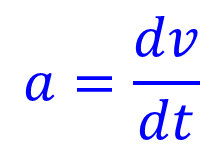 a = dv/dt